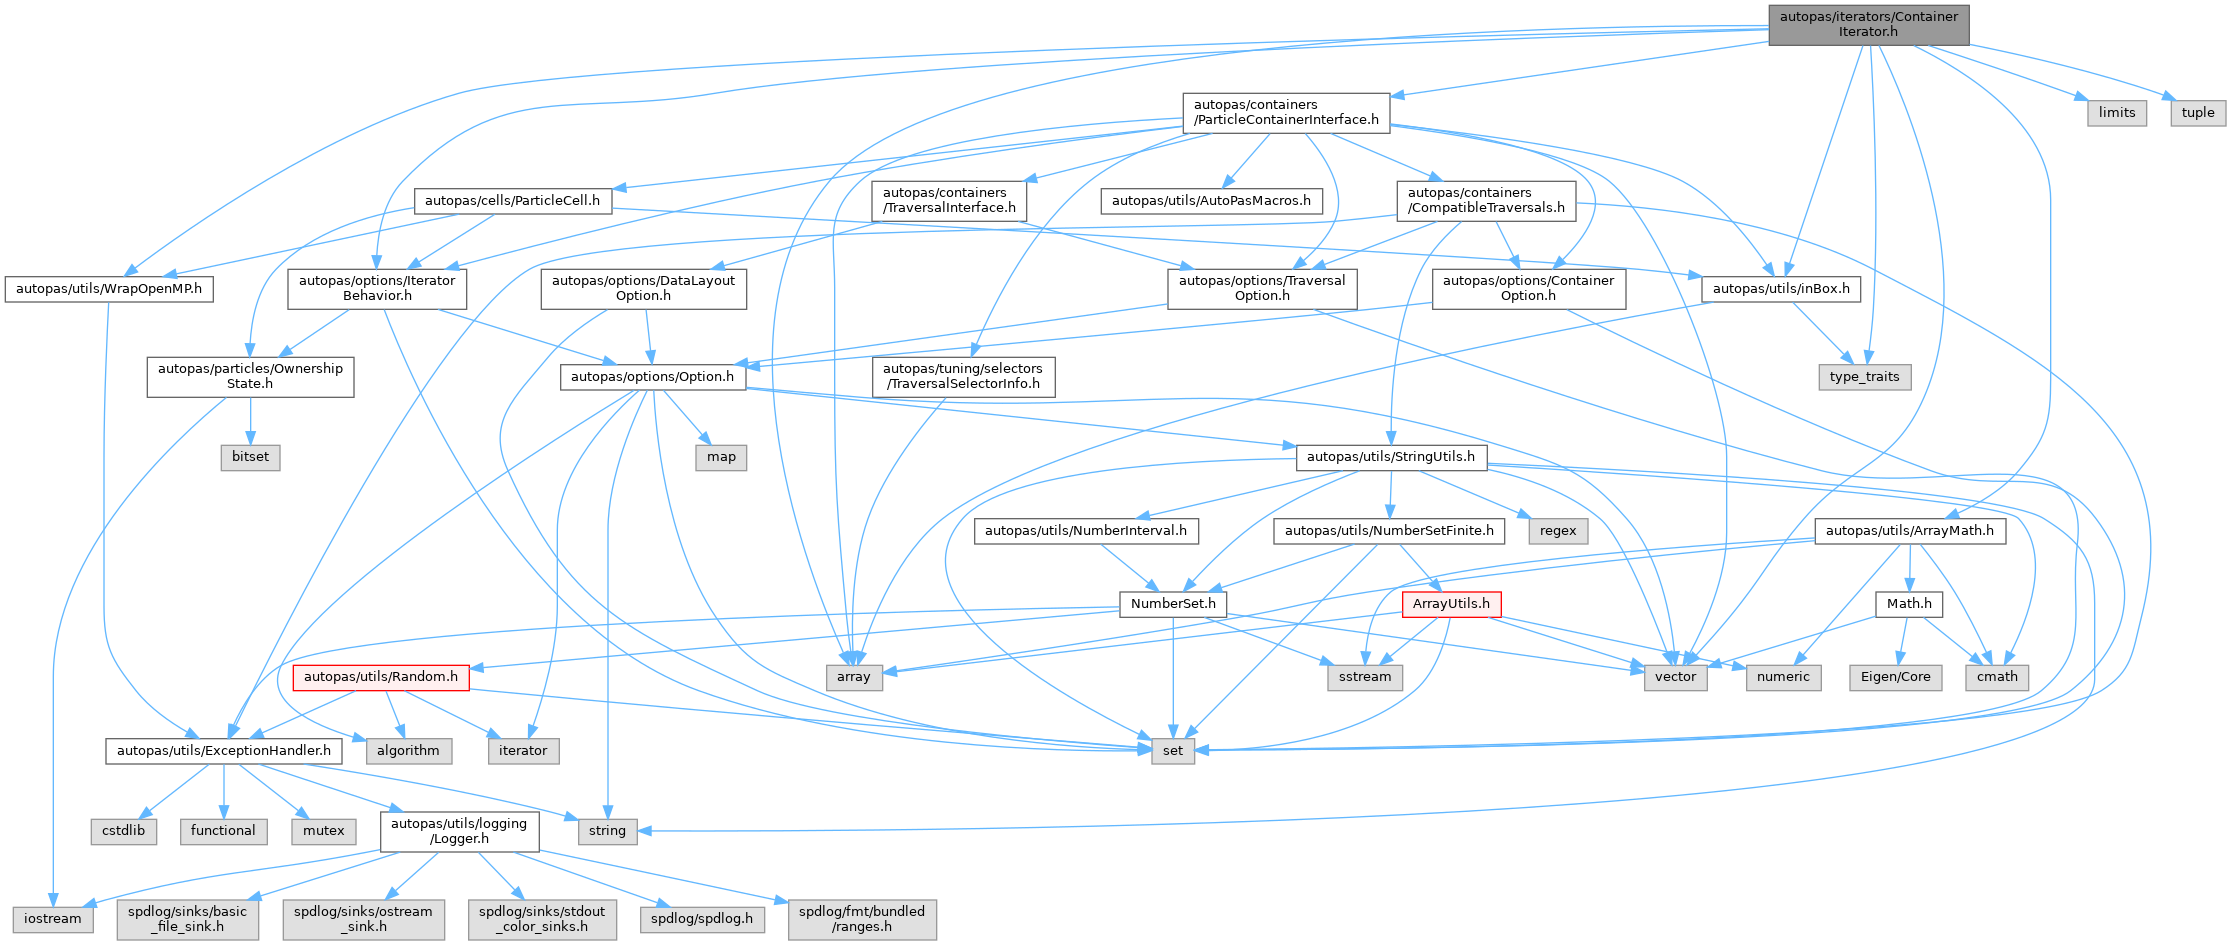 autopas/iterators/Container
Iterator.h
autopas/containers
/ParticleContainerInterface.h
limits
tuple
autopas/cells/ParticleCell.h
autopas/containers
/TraversalInterface.h
autopas/utils/AutoPasMacros.h
autopas/containers
/CompatibleTraversals.h
autopas/utils/WrapOpenMP.h
autopas/options/Iterator
Behavior.h
autopas/options/DataLayout
Option.h
autopas/options/Traversal
Option.h
autopas/options/Container
Option.h
autopas/utils/inBox.h
autopas/particles/Ownership
State.h
autopas/options/Option.h
autopas/tuning/selectors
/TraversalSelectorInfo.h
type_traits
bitset
map
autopas/utils/StringUtils.h
autopas/utils/NumberInterval.h
autopas/utils/NumberSetFinite.h
regex
autopas/utils/ArrayMath.h
NumberSet.h
ArrayUtils.h
Math.h
autopas/utils/Random.h
array
sstream
vector
numeric
Eigen/Core
cmath
autopas/utils/ExceptionHandler.h
algorithm
iterator
set
cstdlib
functional
mutex
autopas/utils/logging
/Logger.h
string
iostream
spdlog/sinks/basic
_file_sink.h
spdlog/sinks/ostream
_sink.h
spdlog/sinks/stdout
_color_sinks.h
spdlog/spdlog.h
spdlog/fmt/bundled
/ranges.h